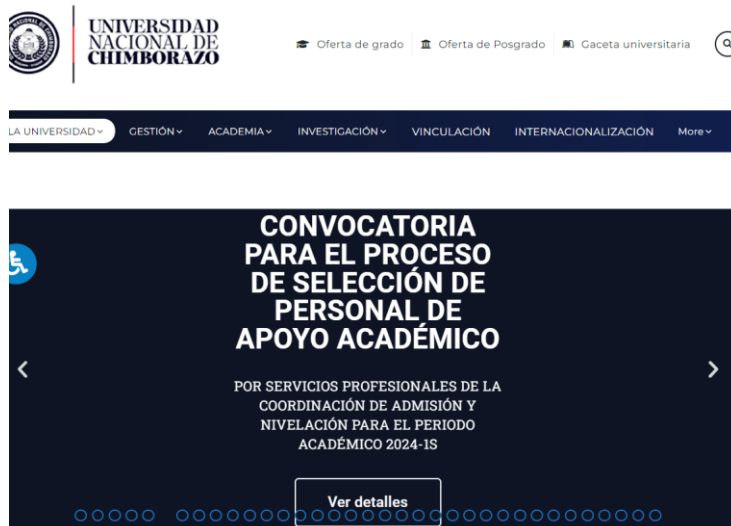 UNIVERSIDAD
NACIONAL DE
CHIMBORAZO
Oferta de grado
Oferta de Posgrado
Gaceta universitaria
LA UNIVERSIDAD
GESTIÓN
ACADEMIA
INVESTIGACIÓN
VINCULACIÓN
INTERNACIONALIZACIÓN
More
CONVOCATORIA
PARA EL PROCESO
DE SELECCIÓN DE
PERSONAL DE
APOYO ACADÉMICO
POR SERVICIOS PROFESIONALES DE LA
COORDINACIÓN DE ADMISIÓN Y
NIVELACIÓN PARA EL PERIODO
ACADÉMICO 2024-1S
Ver detalles